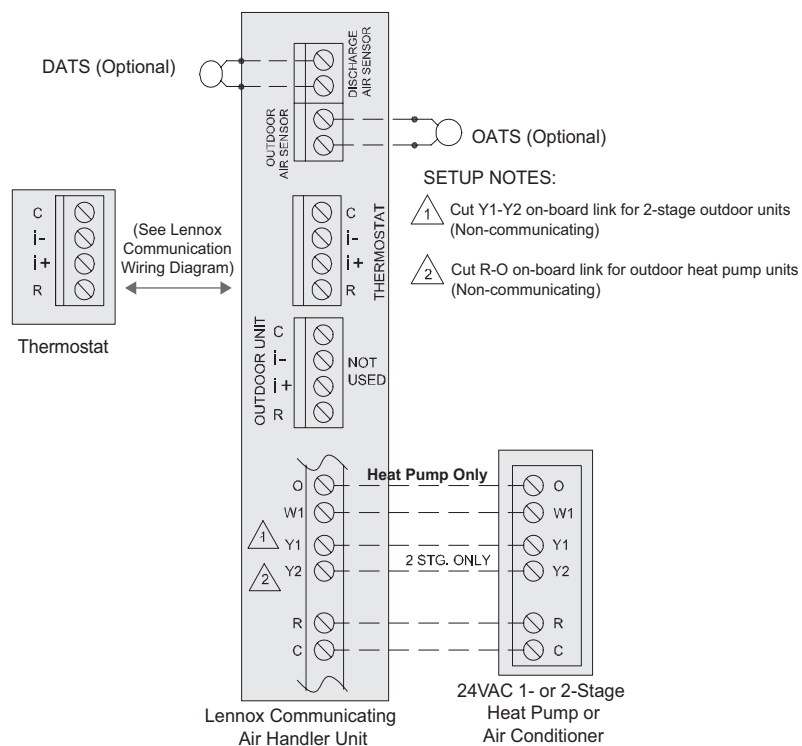 DATS (Optional)
DISCHARGE
AIR SENSOR
OUTDOOR
AIR SENSOR
OATS (Optional)
SETUP NOTES:
1 Cut Y1-Y2 on-board link for 2-stage outdoor units
(Non-communicating)
2 Cut R-O on-board link for outdoor heat pump units
(Non-communicating)
C
i-
i+
R
Thermostat
(See Lennox
Communication
Wiring Diagram)
C
i-
i+
R
THERMOSTAT
OUTDOOR UNIT
C
i-
i+
R
NOT
USED
Heat Pump Only
O
W1
1 Y1
2 Y2
R
C
2 STG. ONLY
O
W1
Y1
Y2
R
C
Lennox Communicating
Air Handler Unit
24VAC 1- or 2-Stage
Heat Pump or
Air Conditioner